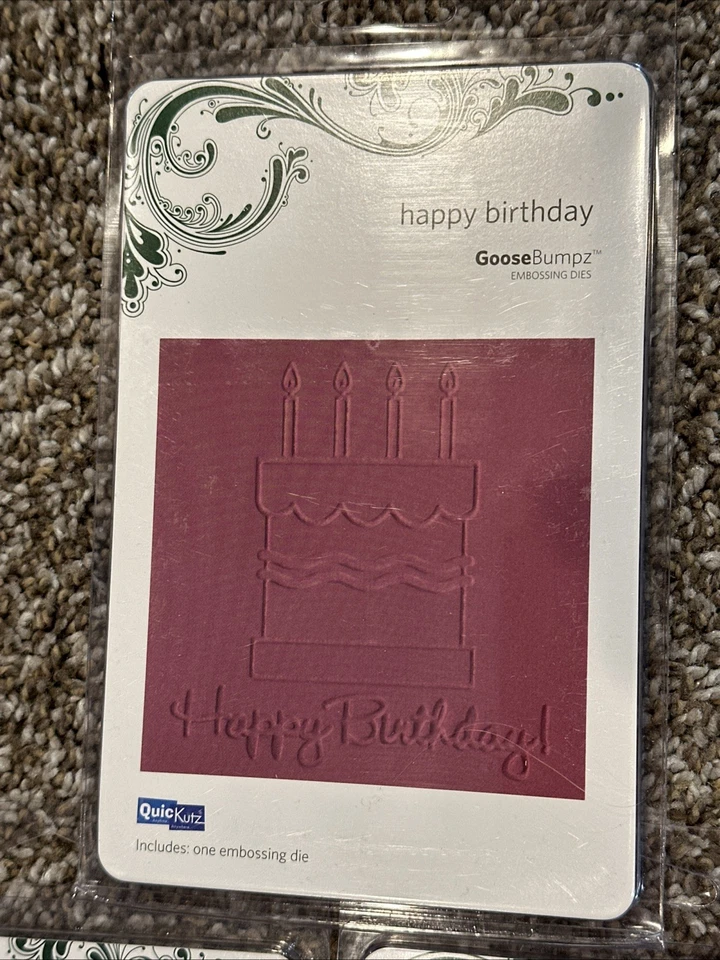 happy birthday
GooseBumpz™
EMBOSSING DIES
Happy Birthday!
QuicKutz
Includes: one embossing die